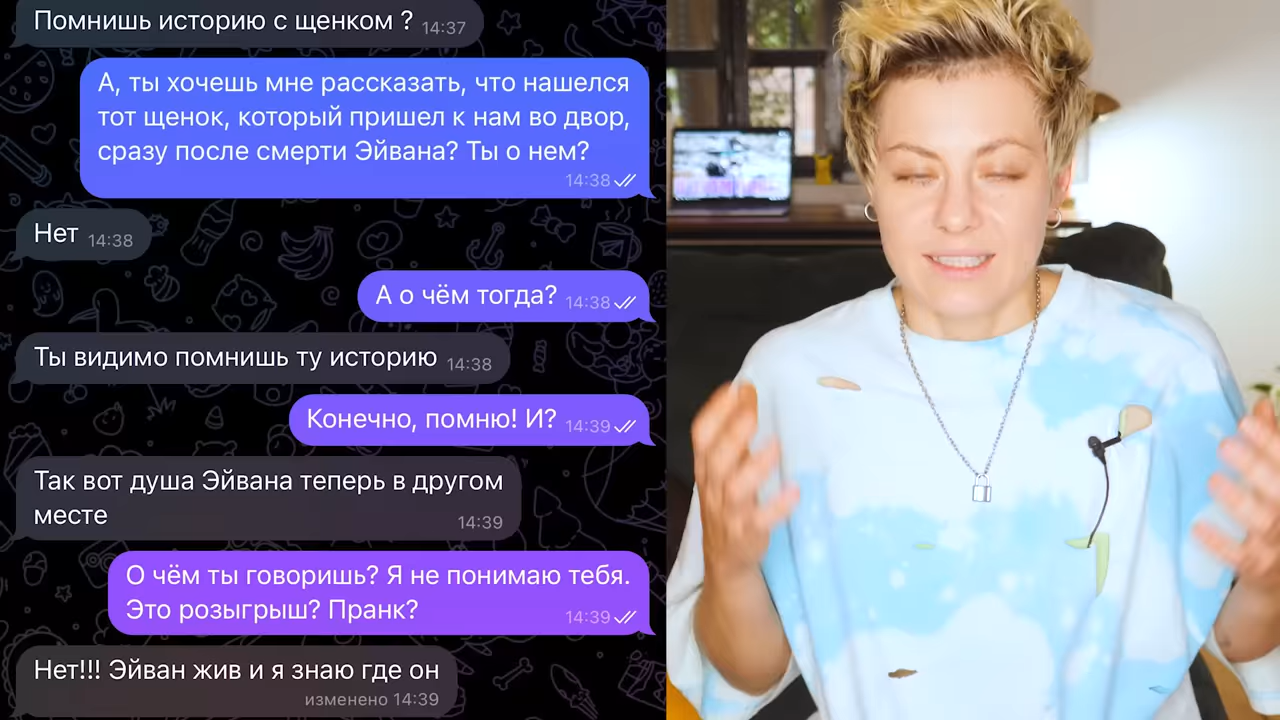 Помнишь историю с щенком ? 14:37
А, ты хочешь мне рассказать, что нашелся
тот щенок, который пришел к нам во двор,
сразу после смерти Эйвана? Ты о нем?
14:38
Нет 14:38
А о чём тогда? 14:38
Ты видимо помнишь ту историю 14:38
Конечно, помню! И? 14:39
Так вот душа Эйвана теперь в другом
месте 14:39
О чём ты говоришь? Я не понимаю тебя.
Это розыгрыш? Пранк? 14:39
Нет!!! Эйван жив и я знаю где он
изменено 14:39